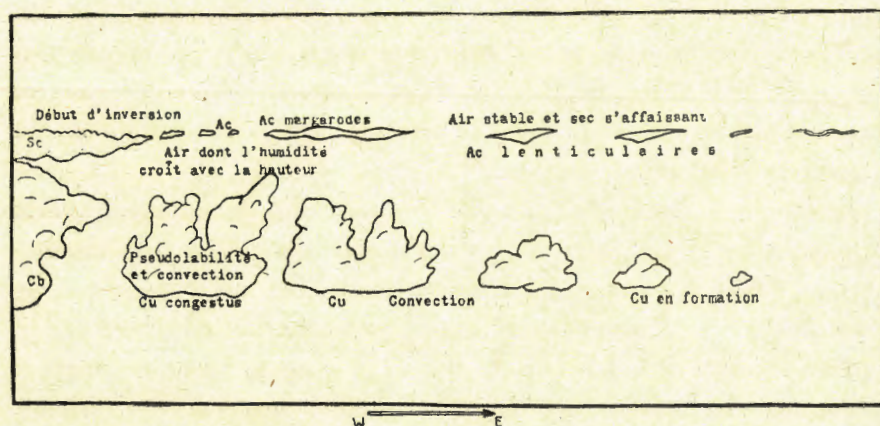 Début d'inversion
Ac
Ac margarodes
Air stable et sec s'affaissant
Sc
Air dont l'humidité
croît avec la hauteur
Ac lenticulaires
Pseudolabilité
et convection
Cb
Cu congestus
Cu
Convection
Cu en formation
W
E